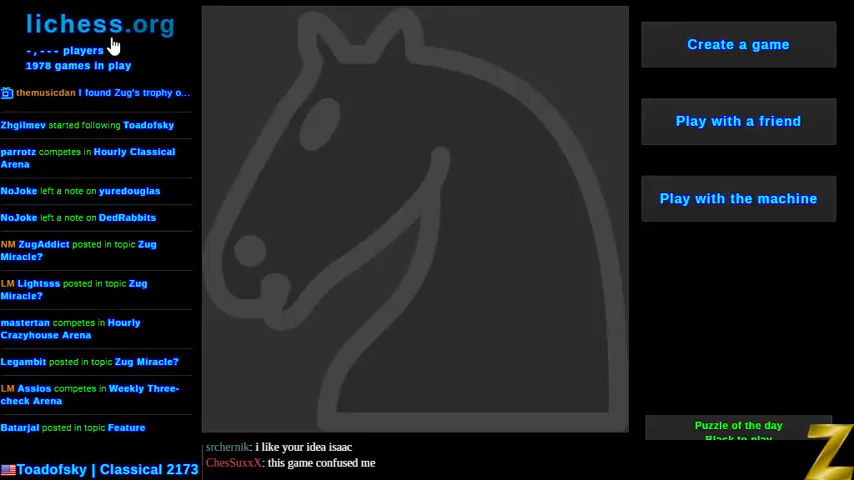 lichess.org
-,--- players
1978 games in play
themusicdan I found Zug's trophy o...
Zhgilmev started following Toadofsky
parrotz competes in Hourly Classical
Arena
NoJoke left a note on yuredouglas
NoJoke left a note on DedRabbits
NM ZugAddict posted in topic Zug
Miracle?
LM Lightsss posted in topic Zug
Miracle?
mastertan competes in Hourly
Crazyhouse Arena
Legambit posted in topic Zug Miracle?
LM Assios competes in Weekly Three-
check Arena
Batarjal posted in topic Feature
Toadofsky | Classical 2173
srchernik: i like your idea isaac
ChesSuxxX: this game confused me
Create a game
Play with a friend
Play with the machine
Puzzle of the day
Black to play
Z